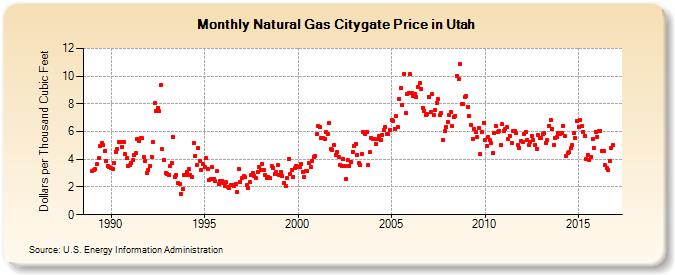 Monthly Natural Gas Citygate Price in Utah
Dollars per Thousand Cubic Feet
12
10
8
6
4
2
0
1990 1995 2000 2005 2010 2015
Source: U.S. Energy Information Administration